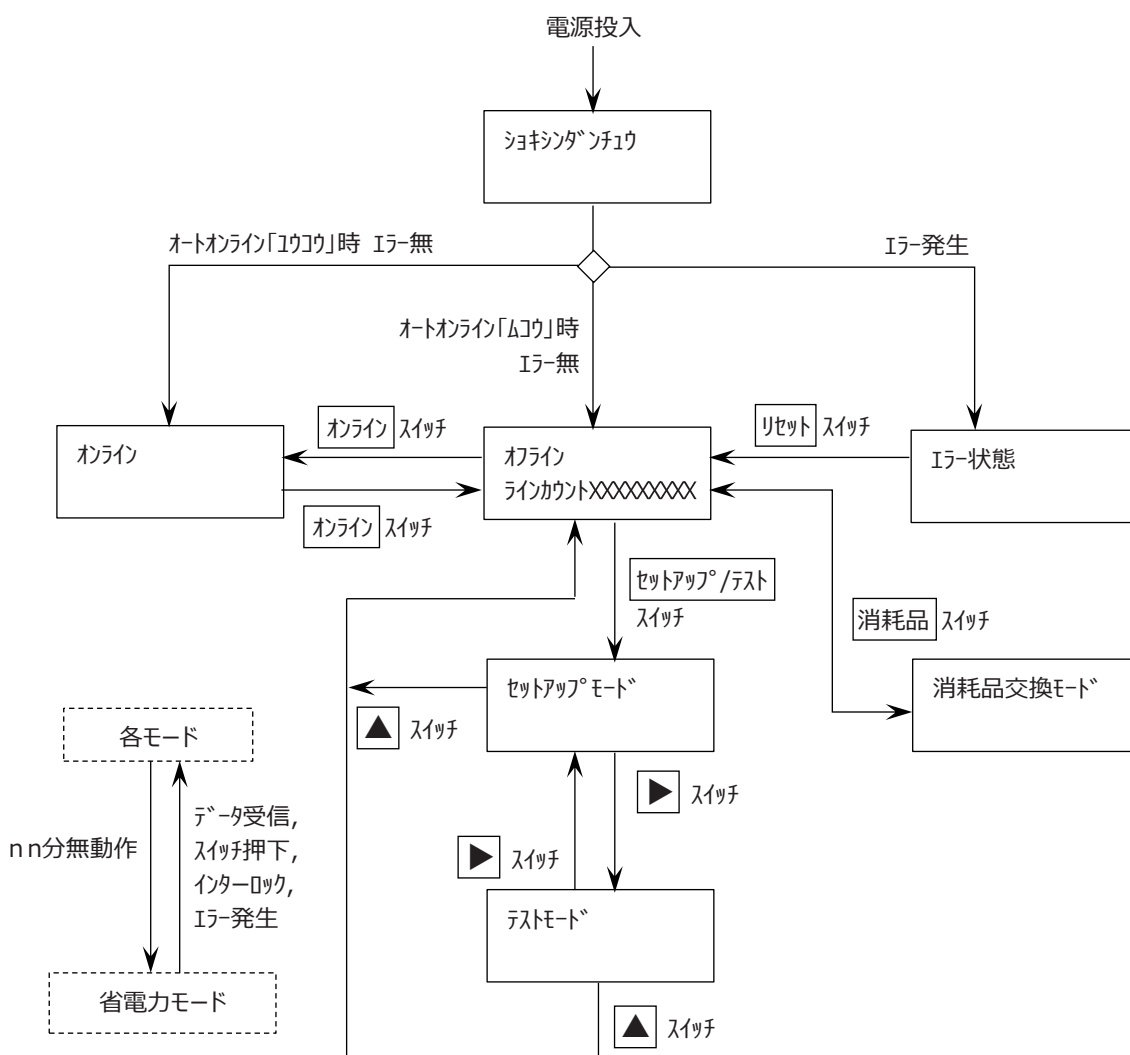 電源投入
ｼｮｷｼﾝﾀﾞﾝﾁｭｳ
ｵｰﾄｵﾝﾗｲﾝ｢ﾕｳｺｳ｣時 ｴﾗｰ無
ｴﾗｰ発生
ｵｰﾄｵﾝﾗｲﾝ｢ﾑｺｳ｣時
ｴﾗｰ無
ｵﾝﾗｲﾝ ｽｲｯﾁ
ﾘｾｯﾄ ｽｲｯﾁ
ｵﾝﾗｲﾝ
ｵﾌﾗｲﾝ
ﾗｲﾝｶｳﾝﾄXXXXXXXXX
ｴﾗｰ状態
ｵﾝﾗｲﾝ ｽｲｯﾁ
ｾｯﾄｱｯﾌﾟ/ﾃｽﾄ
ｽｲｯﾁ
消耗品 ｽｲｯﾁ
ｾｯﾄｱｯﾌﾟﾓｰﾄﾞ
消耗品交換ﾓｰﾄﾞ
▲ ｽｲｯﾁ
各モード
▶ ｽｲｯﾁ
ｎｎ分無動作
ﾃﾞｰﾀ受信,
ｽｲｯﾁ押下,
ｲﾝﾀｰﾛｯｸ,
ｴﾗｰ発生
▶ ｽｲｯﾁ
ﾃｽﾄﾓｰﾄﾞ
省電力モード
▲ ｽｲｯﾁ